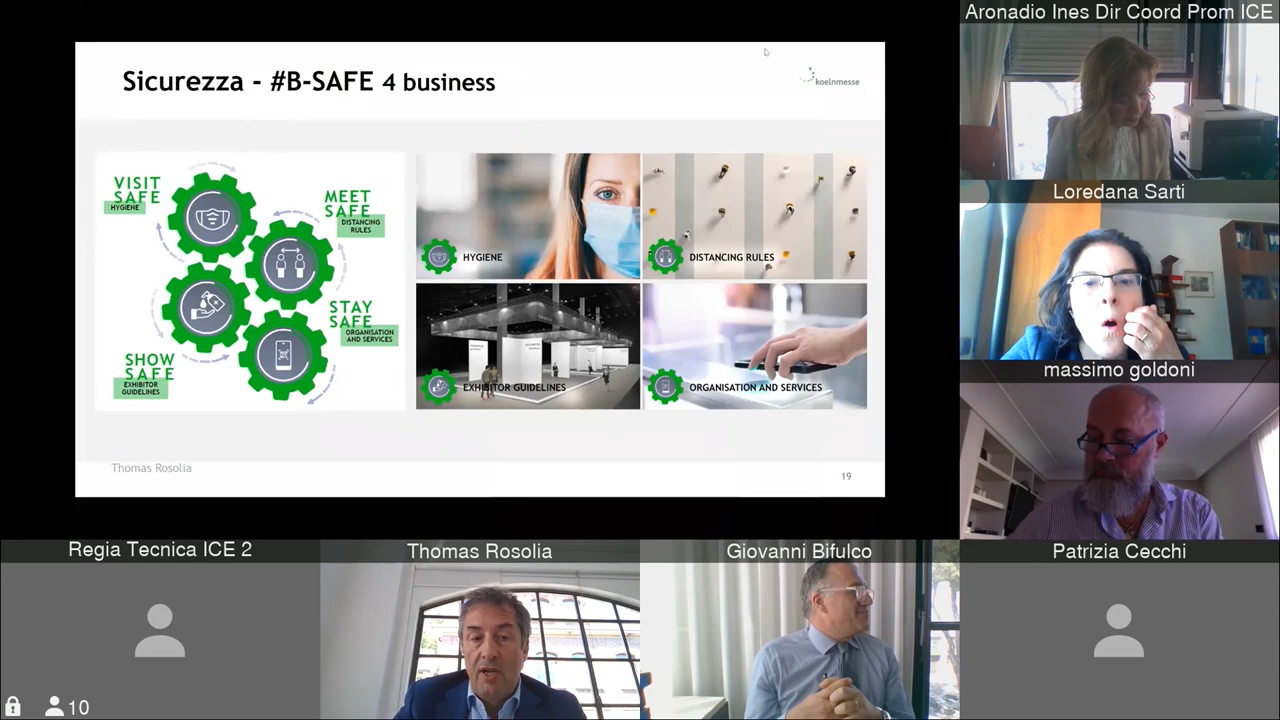 Aronadio Ines Dir Coord Prom ICE
Sicurezza - #B-SAFE 4 business
koelnmesse
VISIT
SAFE
HYGIENE
MEET
SAFE
DISTANCING
RULES
STAY
SAFE
ORGANISATION
AND SERVICES
SHOW
SAFE
EXHIBITOR
GUIDELINES
HYGIENE
DISTANCING RULES
EXHIBITOR GUIDELINES
ORGANISATION AND SERVICES
Thomas Rosolia
19
Loredana Sarti
massimo goldoni
Regia Tecnica ICE 2
Thomas Rosolia
Giovanni Bifulco
Patrizia Cecchi
10